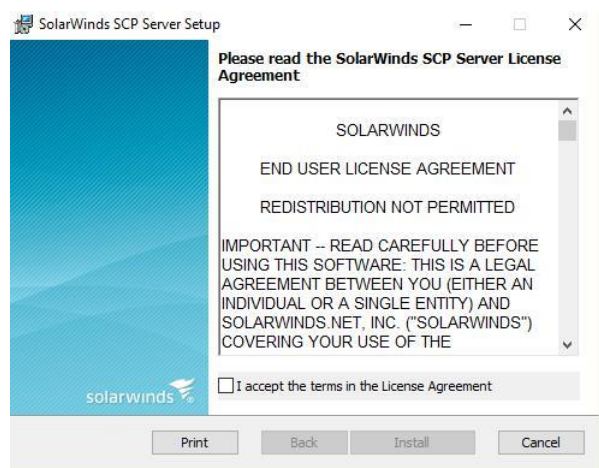 SolarWinds SCP Server Setup
Please read the SolarWinds SCP Server License
Agreement
SOLARWINDS
END USER LICENSE AGREEMENT
REDISTRIBUTION NOT PERMITTED
IMPORTANT -- READ CAREFULLY BEFORE
USING THIS SOFTWARE: THIS IS A LEGAL
AGREEMENT BETWEEN YOU (EITHER AN
INDIVIDUAL OR A SINGLE ENTITY) AND
SOLARWINDS.NET, INC. ("SOLARWINDS")
COVERING YOUR USE OF THE
solarwinds
I accept the terms in the License Agreement
Print Back Install Cancel